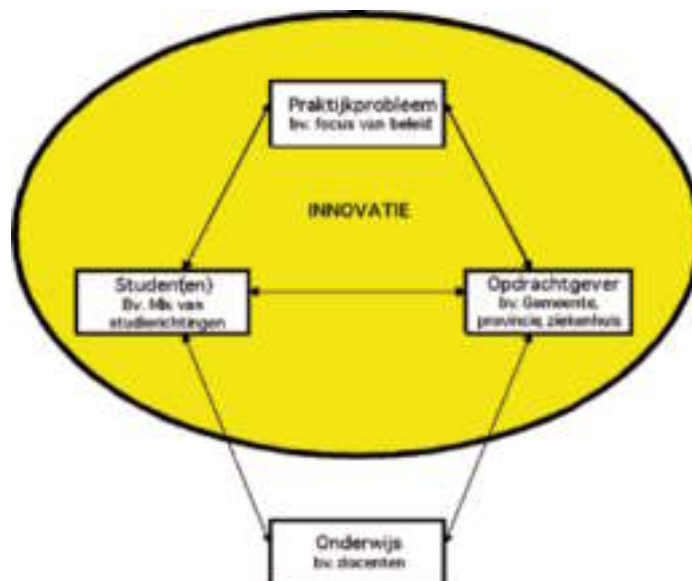 Praktijkprobleem
bv. focus van beleid
INNOVATIE
Student(en)
Bv. Mix van
studierichtingen
Opdrachtgever
bv. Gemeente,
provincie, ziekenhuis
Onderwijs
bv. docenten